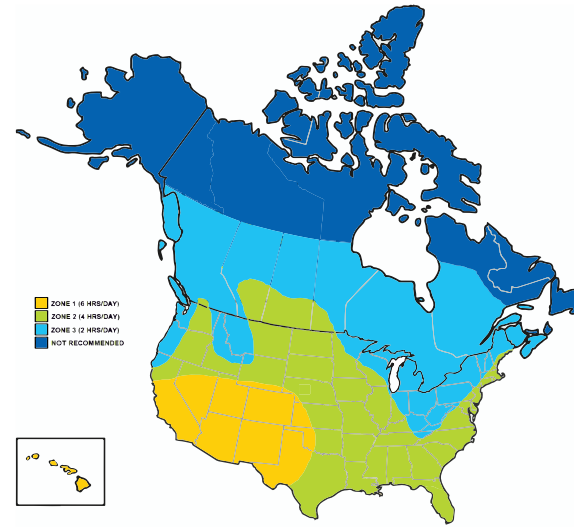 ZONE 1 (6 HRS/DAY)
ZONE 2 (4 HRS/DAY)
ZONE 3 (2 HRS/DAY)
NOT RECOMMENDED